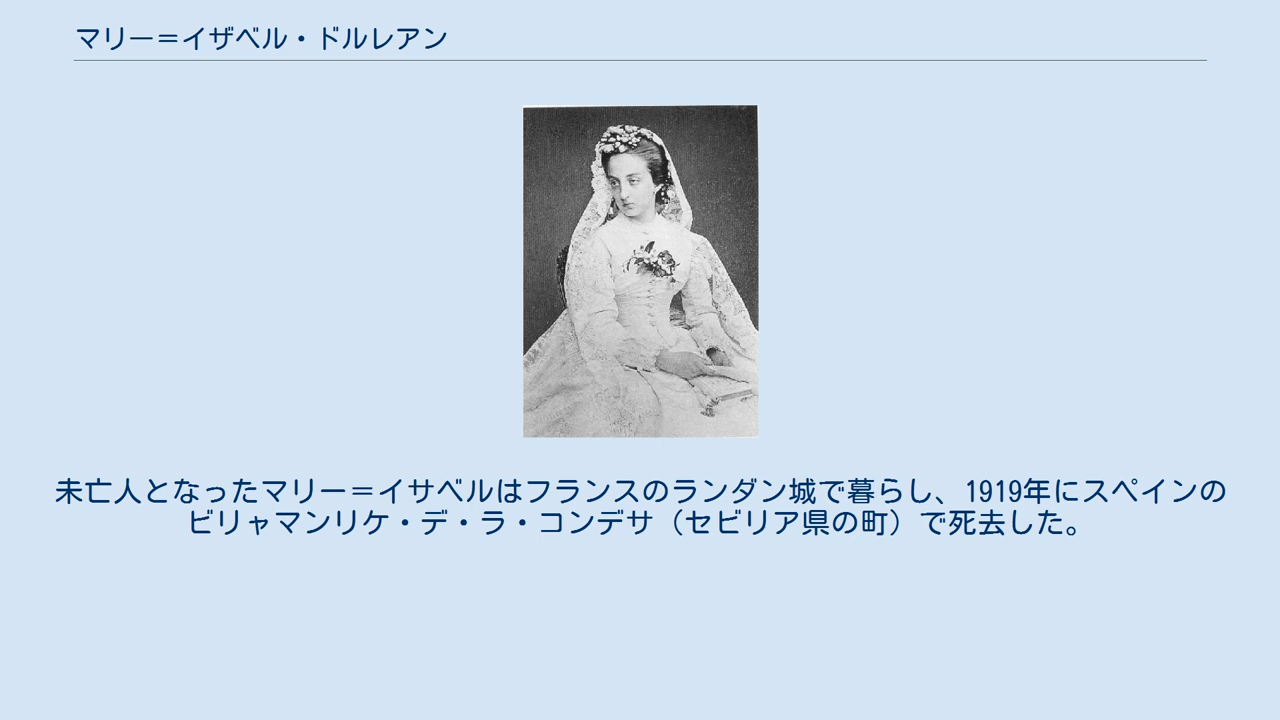 マリー＝イザベル・ドルレアン
未亡人となったマリー＝イサベルはフランスのランダン城で暮らし、1919年にスペインの
ビリャマンリケ・デ・ラ・コンデサ（セビリア県の町）で死去した。